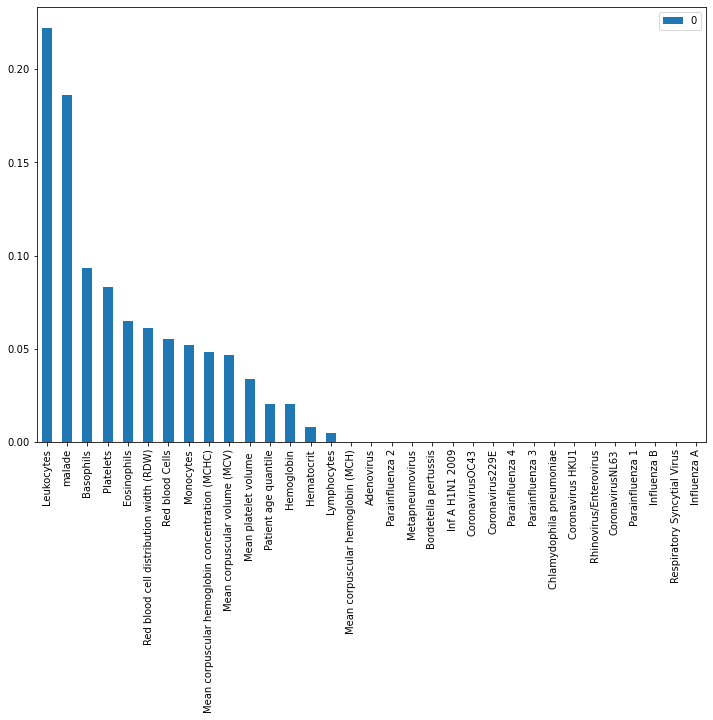 0
0.20
0.15
0.10
0.05
0.00
Leukocytes
malade
Basophils
Platelets
Eosinophils
Red blood cell distribution width (RDW)
Red blood Cells
Monocytes
Mean corpuscular hemoglobin concentration (MCHC)
Mean corpuscular volume (MCV)
Mean platelet volume
Patient age quantile
Hemoglobin
Hematocrit
Lymphocytes
Mean corpuscular hemoglobin (MCH)
Adenovirus
Parainfluenza 2
Metapneumovirus
Bordetella pertussis
Inf A H1N1 2009
CoronavirusOC43
Coronavirus229E
Parainfluenza 4
Parainfluenza 3
Chlamydophila pneumoniae
Coronavirus HKU1
Rhinovirus/Enterovirus
CoronavirusNL63
Parainfluenza 1
Influenza B
Respiratory Syncytial Virus
Influenza A